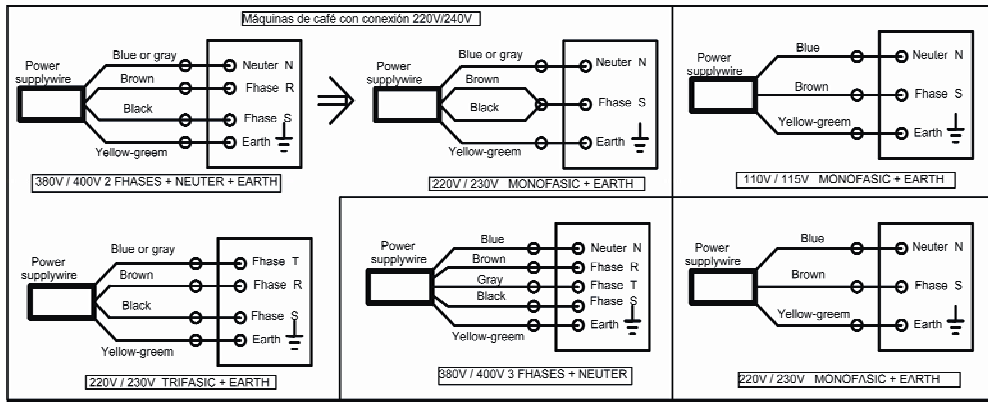 Máquinas de café con conexión 220V/240V
Power
supplywire
Blue or gray
Brown
Black
Yellow-greem
Neuter N
Fhase R
Fhase S
Earth
380V / 400V 2 FHASES + NEUTER + EARTH
Power
supplywire
Blue or gray
Brown
Black
Yellow-greem
Neuter N
Fhase S
Earth
220V / 230V MONOFASIC + EARTH
Power
supplywire
Blue
Brown
Yellow-greem
Neuter N
Fhase S
Earth
110V / 115V MONOFASIC + EARTH
Power
supplywire
Blue or gray
Brown
Black
Yellow-greem
Fhase T
Fhase R
Fhase S
Earth
220V / 230V TRIFASIC + EARTH
Power
supplywire
Blue
Brown
Gray
Black
Yellow-greem
Neuter N
Fhase R
Fhase T
Fhase S
Earth
380V / 400V 3 FHASES + NEUTER
Power
supplywire
Blue
Brown
Yellow-greem
Neuter N
Fhase S
Earth
220V / 230V MONOFASIC + EARTH